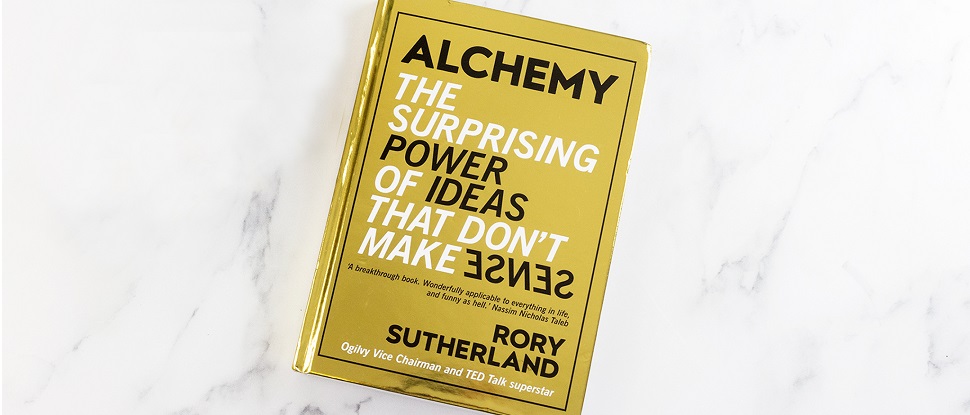 ALCHEMY
THE
SURPRISING
POWER
OF IDEAS
THAT DON'T
MAKE SENSE
'A breakthrough book. Wonderfully applicable to everything in life,
and funny as hell.' Nassim Nicholas Taleb
RORY
SUTHERLAND
Ogilvy Vice Chairman and TED Talk superstar